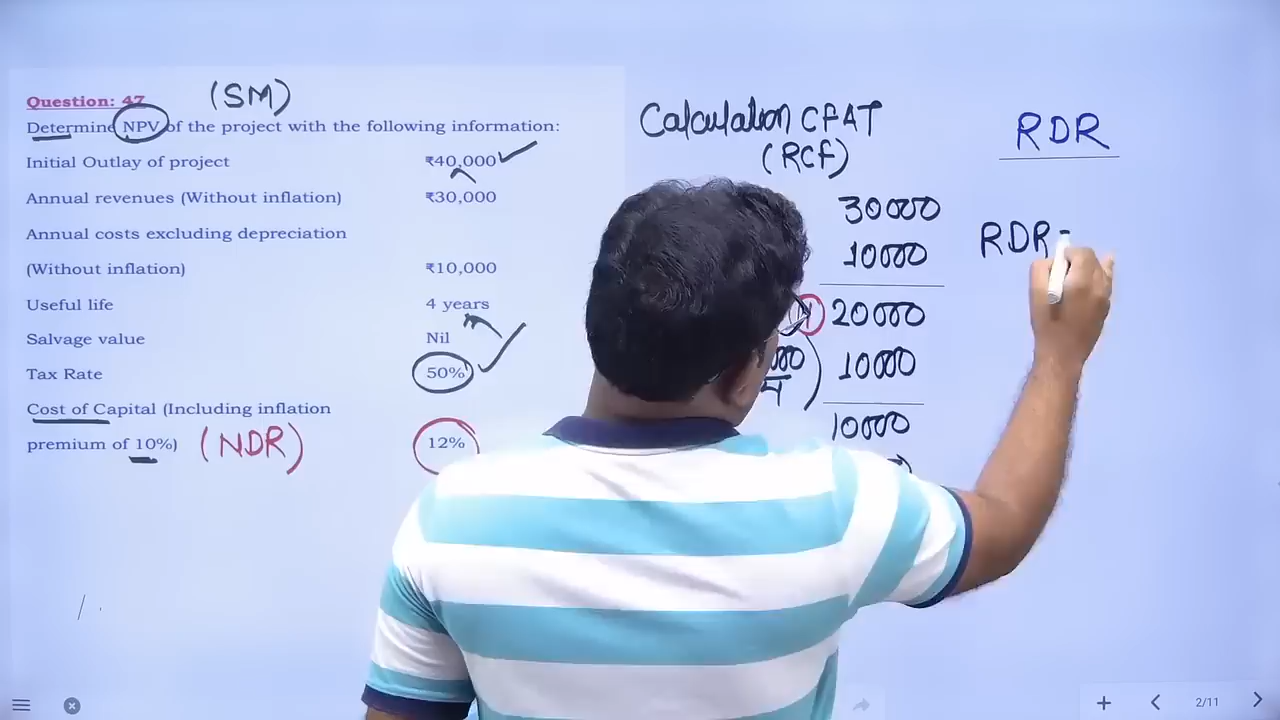 Question: 47 (SM)
Determine NPV of the project with the following information:
Initial Outlay of project ₹40,000
Annual revenues (Without inflation) ₹30,000
Annual costs excluding depreciation
(Without inflation) ₹10,000
Useful life 4 years
Salvage value Nil
Tax Rate 50%
Cost of Capital (Including inflation
premium of 10%) (NDR) 12%
Calculation CFAT
(RCf)
30000
10000
20000
10000
10000
RDR
RDR =
2/11